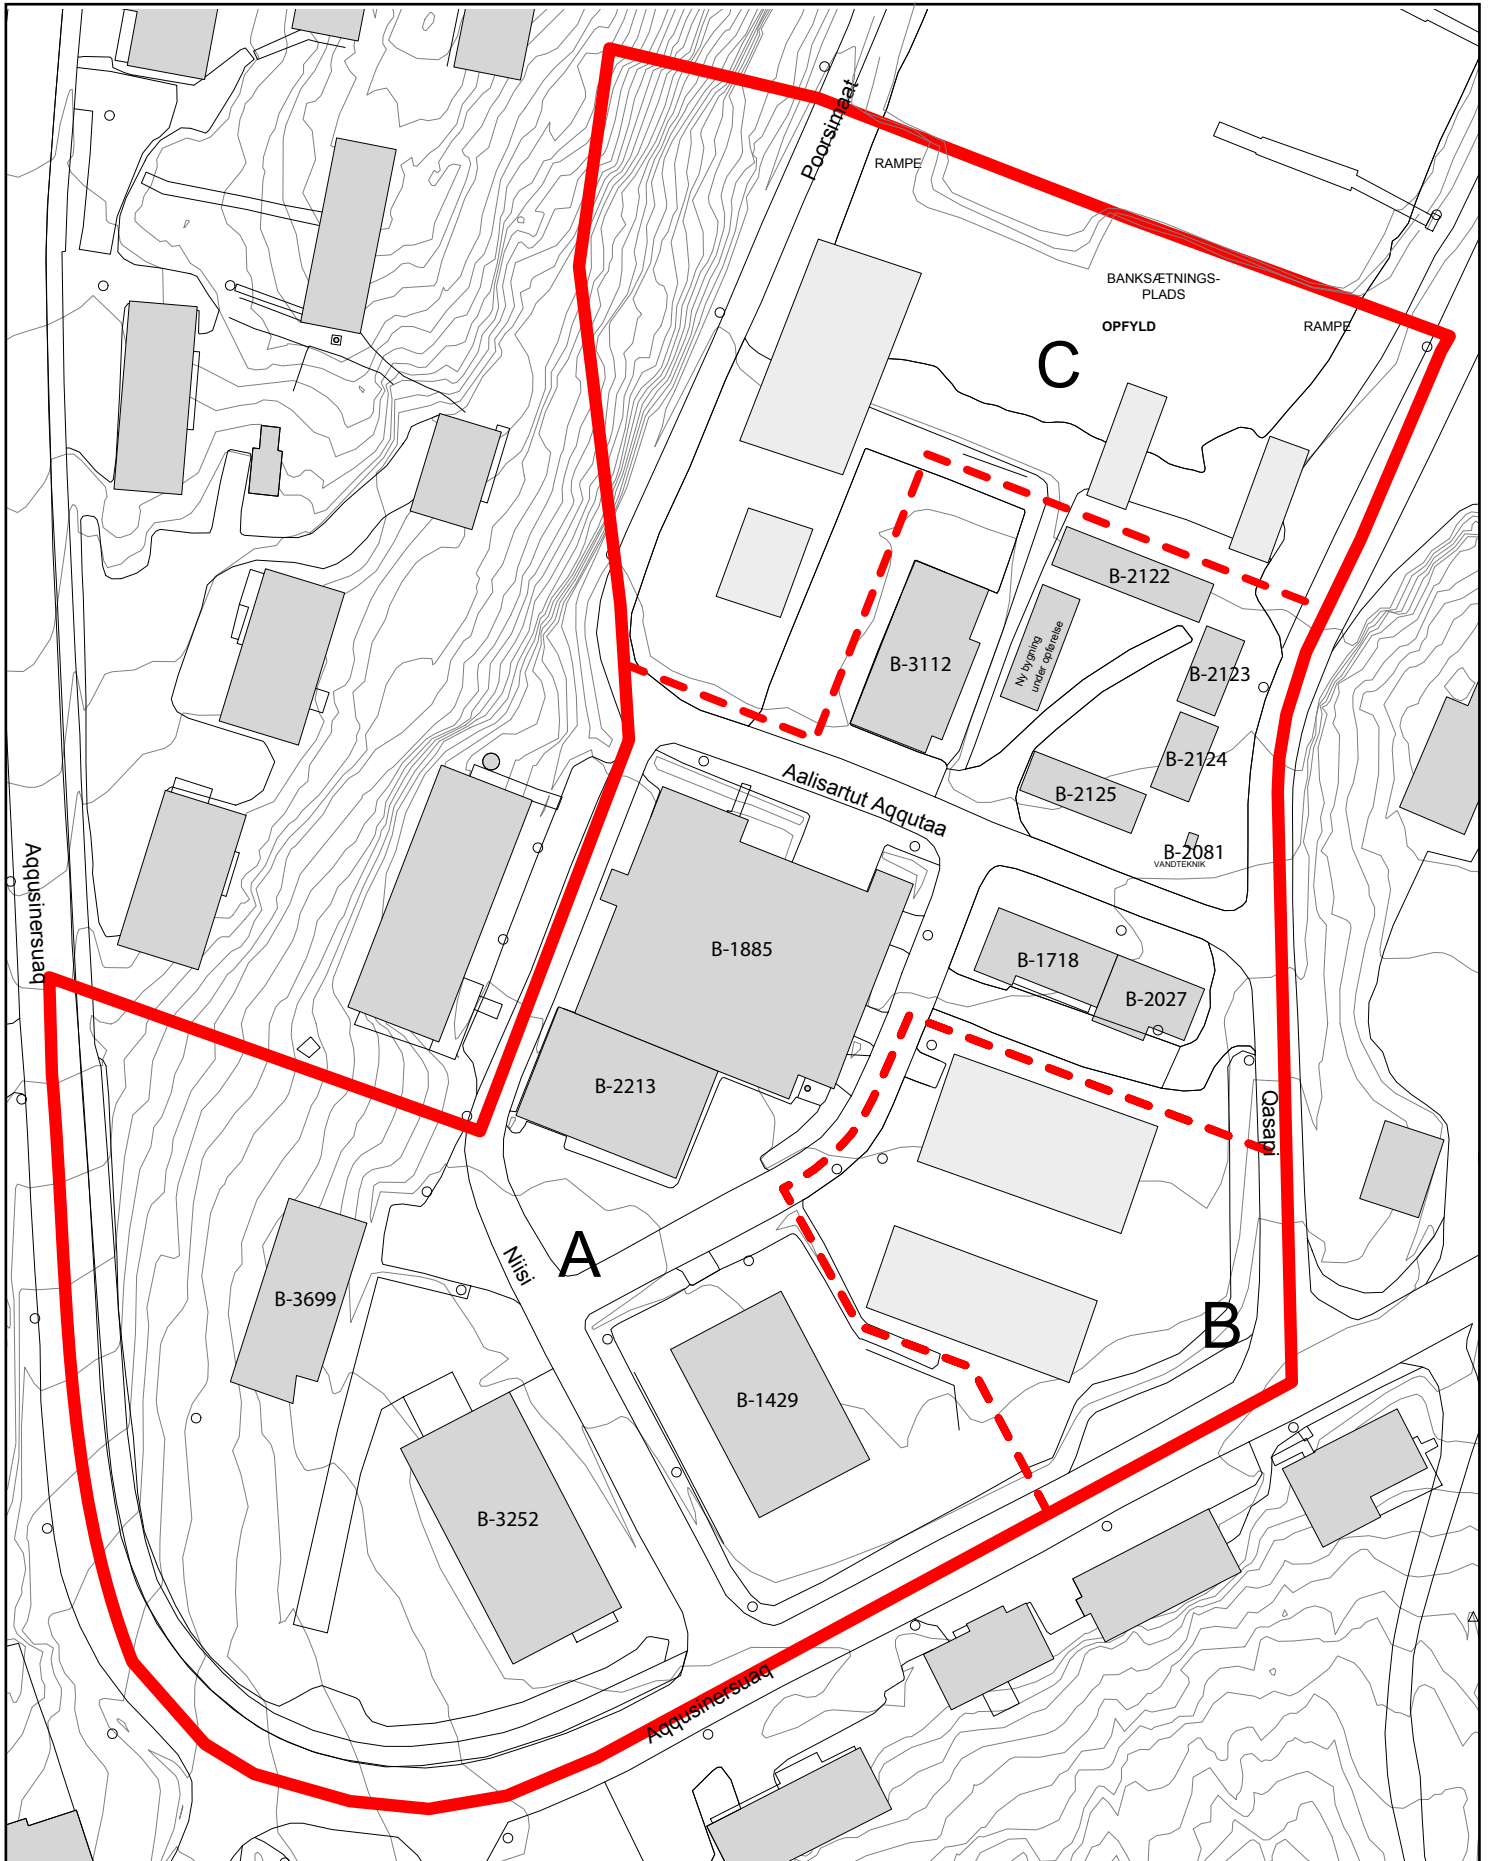 Poorsimaat
RAMPE
BANKSÆTNINGS-
PLADS
OPFYLD
RAMPE
C
B-2122
Ny bygning
under opførelse
B-3112
B-2123
B-2124
Aalisartut Aqqutaa
B-2125
B-2081
VANDTEKNIK
Aqqusinersuaq
B-1885
B-1718
B-2027
B-2213
Qasapi
A
Niisi
B-3699
B
B-1429
B-3252
Aqqusinersuaq